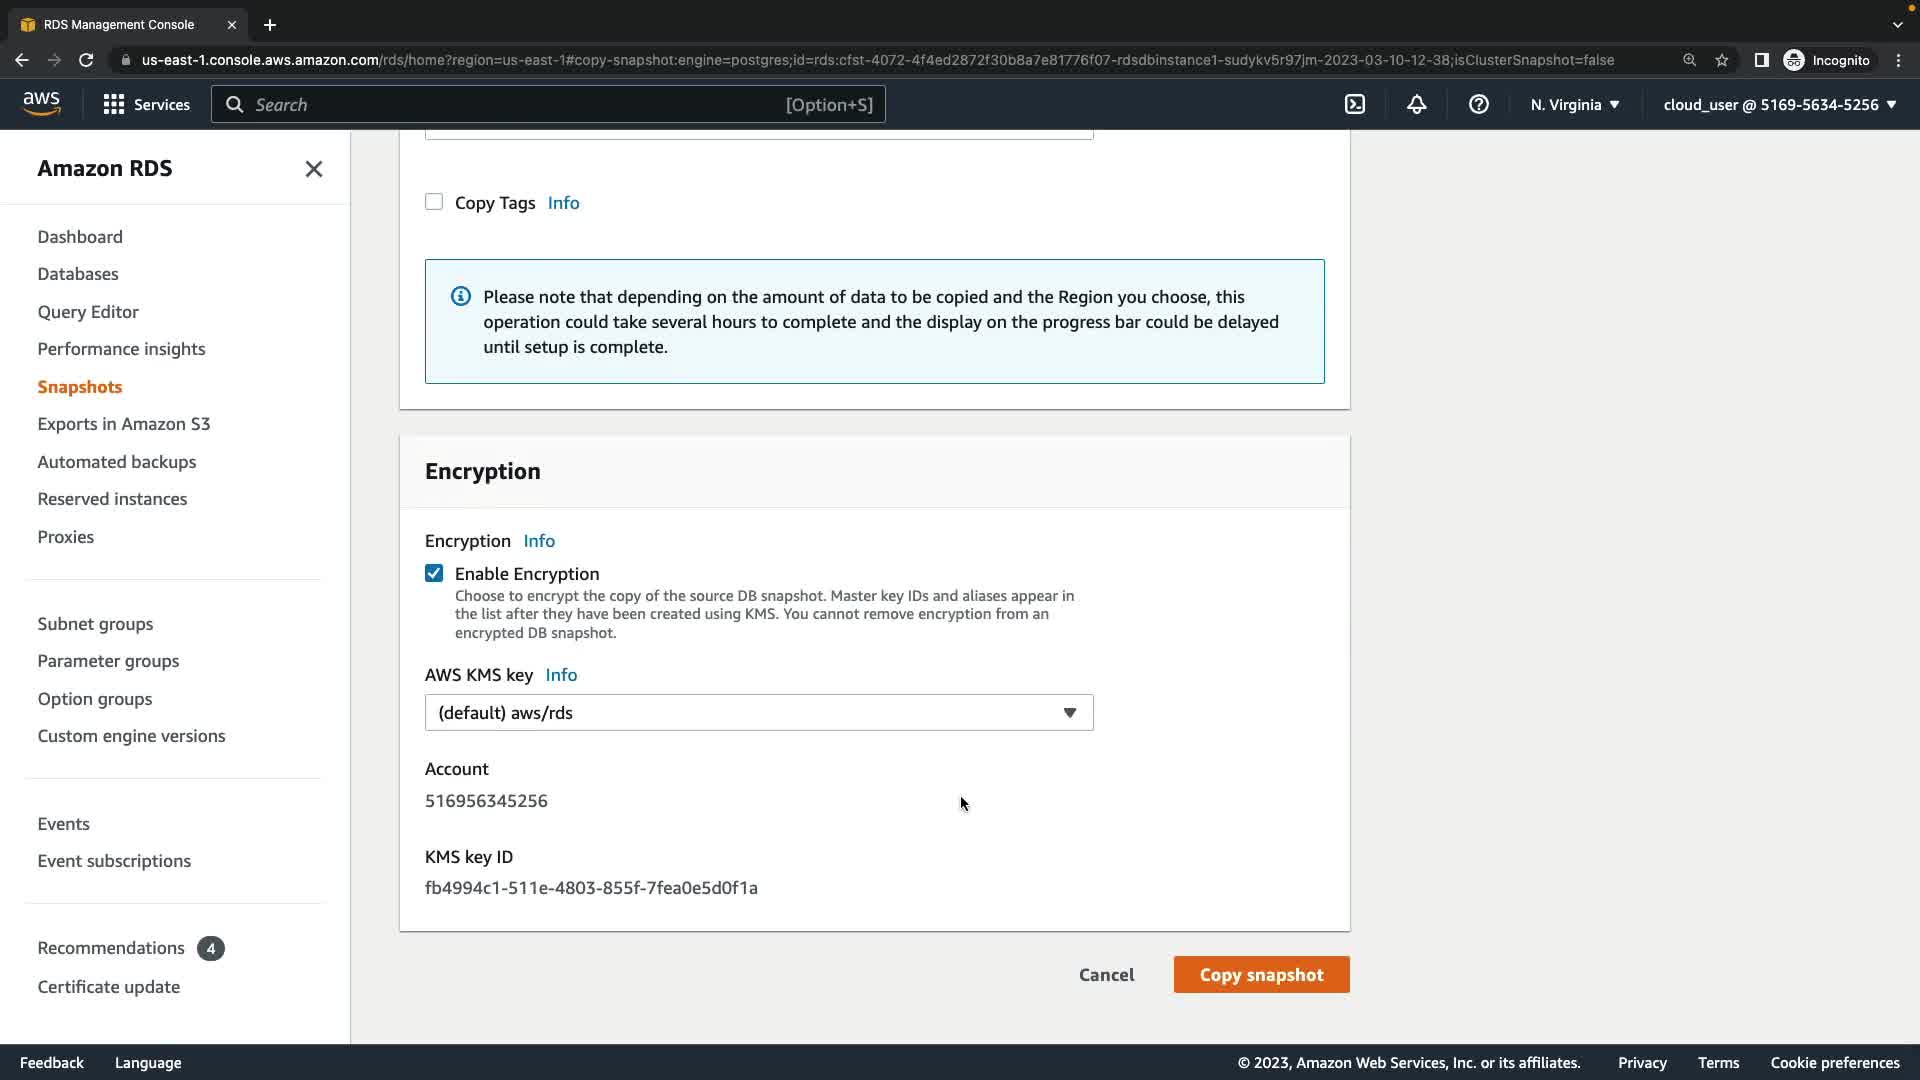 RDS Management Console
us-east-1.console.aws.amazon.com/rds/home?region=us-east-1#copy-snapshot:engine=postgres;id=rds:cfst-4072-4f4ed2872f30b8a7e81776f07-rdsdbinstance1-sudykv5r97jm-2023-03-10-12-38;isClusterSnapshot=false
Incognito
aws
Services
Search
[Option+S]
N. Virginia
cloud_user @ 5169-5634-5256
Amazon RDS
Dashboard
Databases
Query Editor
Performance insights
Snapshots
Exports in Amazon S3
Automated backups
Reserved instances
Proxies
Subnet groups
Parameter groups
Option groups
Custom engine versions
Events
Event subscriptions
Recommendations 4
Certificate update
Copy Tags Info
Please note that depending on the amount of data to be copied and the Region you choose, this
operation could take several hours to complete and the display on the progress bar could be delayed
until setup is complete.
Encryption
Encryption Info
Enable Encryption
Choose to encrypt the copy of the source DB snapshot. Master key IDs and aliases appear in
the list after they have been created using KMS. You cannot remove encryption from an
encrypted DB snapshot.
AWS KMS key Info
(default) aws/rds
Account
516956345256
KMS key ID
fb4994c1-511e-4803-855f-7fea0e5d0f1a
Cancel
Copy snapshot
Feedback
Language
© 2023, Amazon Web Services, Inc. or its affiliates.
Privacy
Terms
Cookie preferences